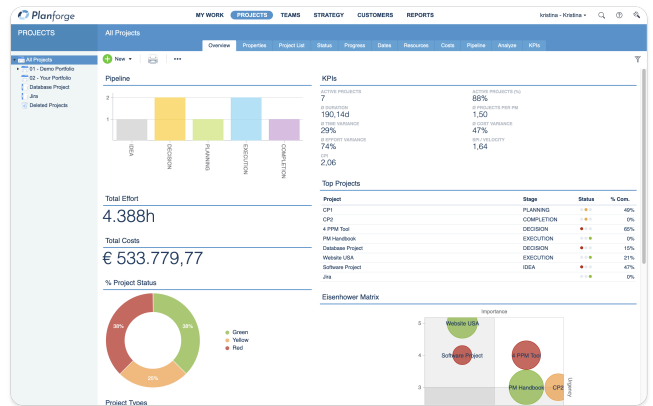 Planforge
MY WORK PROJECTS TEAMS STRATEGY CUSTOMERS REPORTS
kristina - Kristina
PROJECTS
All Projects
Overview Properties Project List Status Progress Dates Resources Costs Pipeline Analyze KPIs
All Projects
01 - Demo Portfolio
02 - Your Portfolio
Database Project
Jira
Deleted Projects
New
Pipeline
2
1
IDEA
DECISION
PLANNING
EXECUTION
COMPLETION
Total Effort
4.388h
Total Costs
€ 533.779,77
% Project Status
38%
38%
25%
Green
Yellow
Red
Project Types
KPIs
ACTIVE PROJECTS
7
ACTIVE PROJECTS (%)
88%
Ø DURATION
190,14d
Ø PROJECTS PER PM
1,50
Ø TIME VARIANCE
29%
Ø COST VARIANCE
47%
Ø EFFORT VARIANCE
74%
/ VELOCITY
1,64
CPI
2,06
Top Projects
Project Stage Status % Com.
CP1 PLANNING 49%
CP2 COMPLETION 0%
4 PPM Tool DECISION 65%
PM Handbook EXECUTION 0%
Database Project DECISION 15%
Website USA EXECUTION 21%
Software Project IDEA 47%
Jira 0%
Eisenhower Matrix
Importance
5
Website USA
4
Software Project
4 PPM Tool
3
PM Handbook
CP2
Urgency